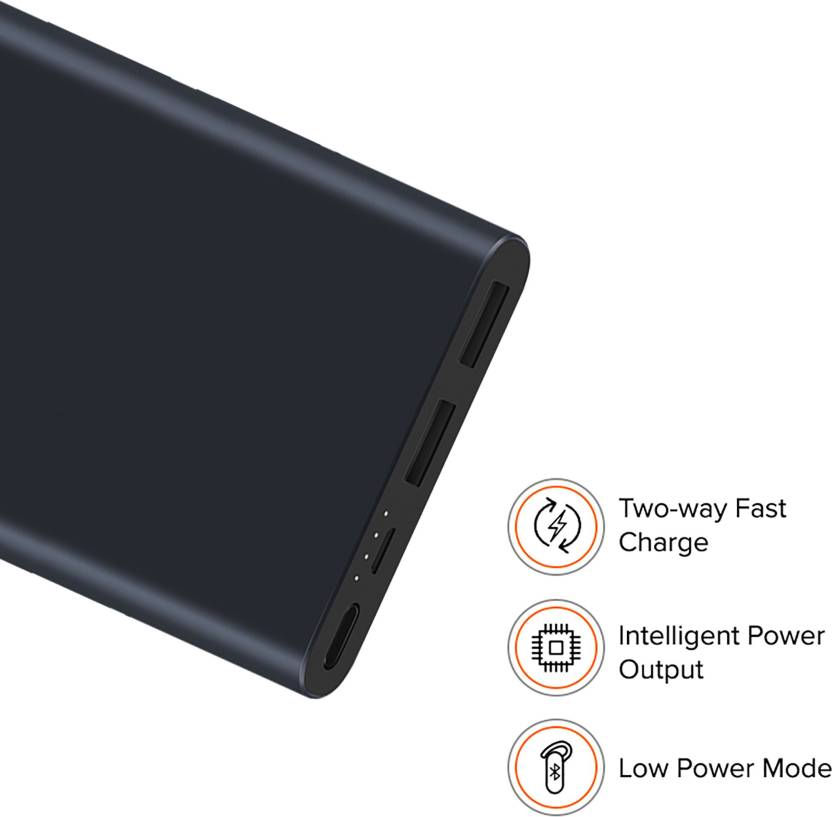 Two-way Fast
Charge
Intelligent Power
Output
Low Power Mode